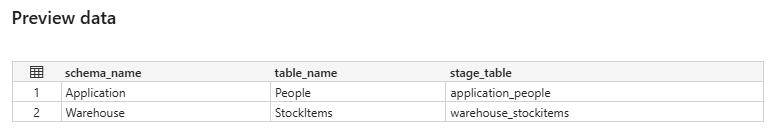 Preview data
schema_name table_name stage_table
1 Application People application_people
2 Warehouse StockItems warehouse_stockitems